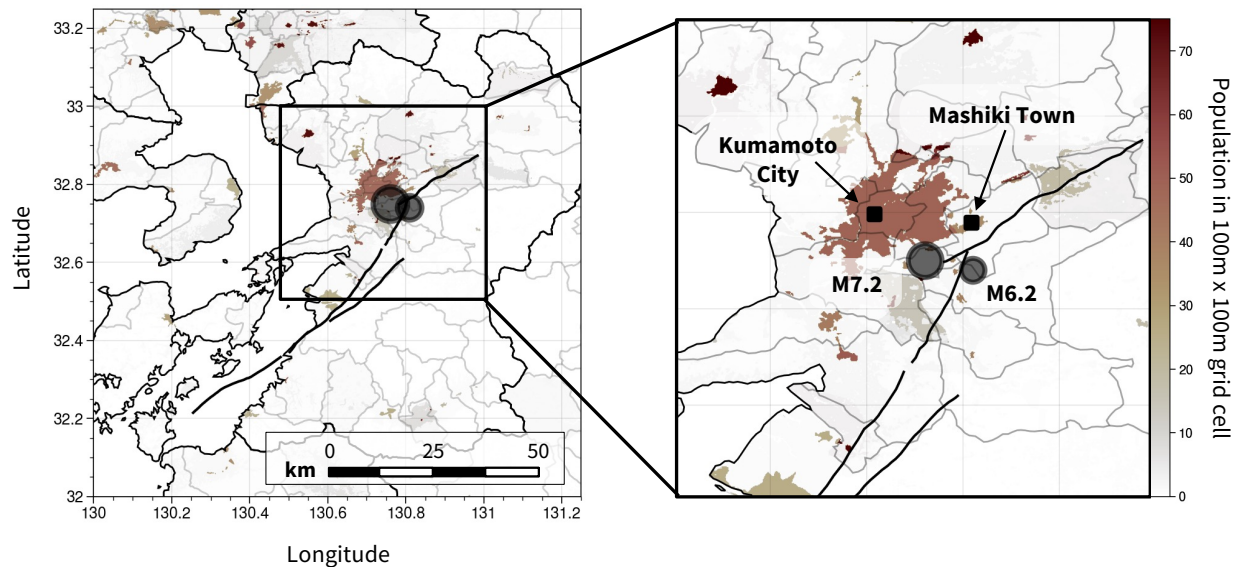 33.2
33
32.8
32.6
32.4
32.2
32
Latitude
130
130.2
130.4
130.6
130.8
131
131.2
Longitude
0 25 50
km
Kumamoto
City
Mashiki Town
M7.2
M6.2
70
60
50
40
30
20
10
0
Population in 100m x 100m grid cell